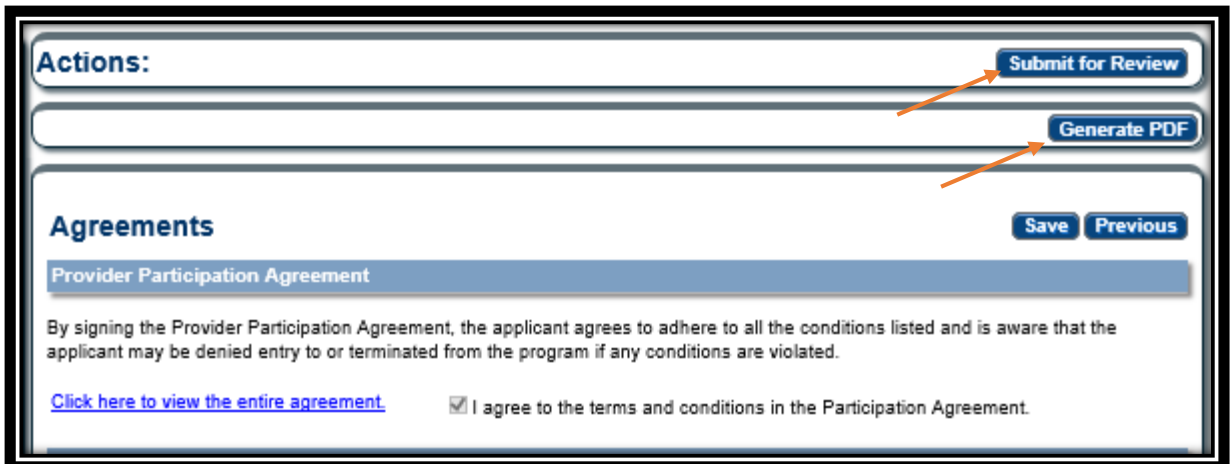 Actions:
Submit for Review
Generate PDF
Agreements
Save Previous
Provider Participation Agreement
By signing the Provider Participation Agreement, the applicant agrees to adhere to all the conditions listed and is aware that the
applicant may be denied entry to or terminated from the program if any conditions are violated.
Click here to view the entire agreement.
I agree to the terms and conditions in the Participation Agreement.